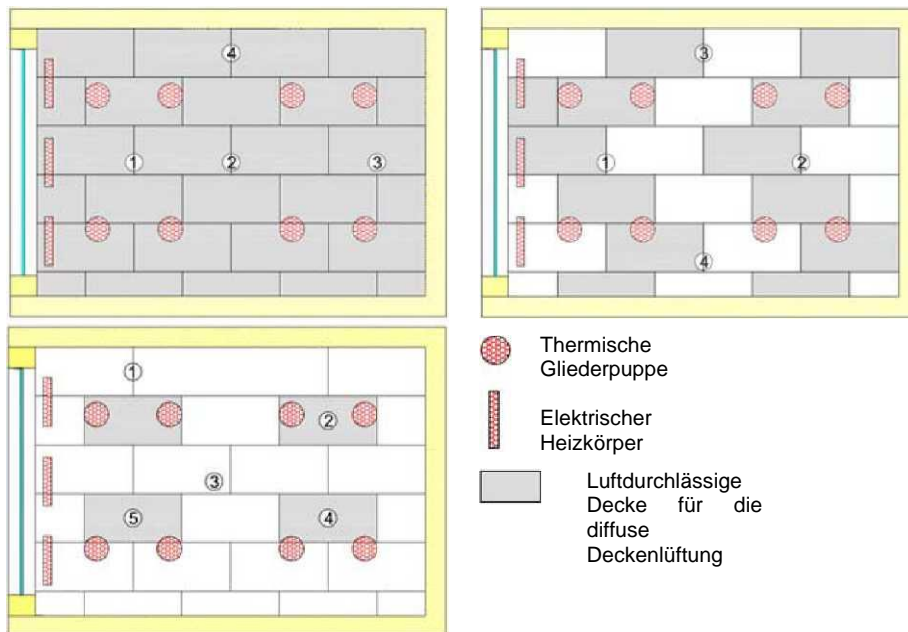 4
1
2
3
3
1
2
4
1
2
3
5
4
Thermische
Gliederpuppe
Elektrischer
Heizkörper
Luftdurchlässige
Decke für die
diffuse
Deckenlüftung